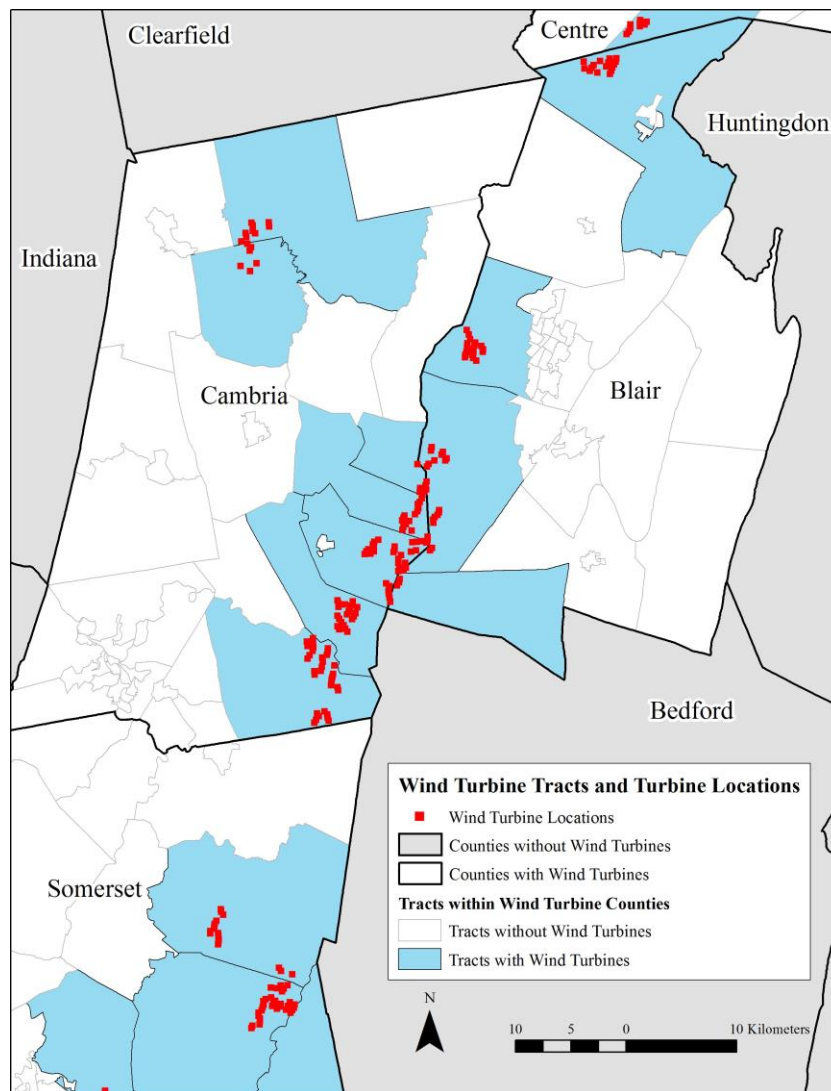 Clearfield
Centre
Huntingdon
Indiana
Cambria
Blair
Bedford
Somerset
Wind Turbine Tracts and Turbine Locations
Wind Turbine Locations
Counties without Wind Turbines
Counties with Wind Turbines
Tracts within Wind Turbine Counties
Tracts without Wind Turbines
Tracts with Wind Turbines
N
10 5 0 10 Kilometers